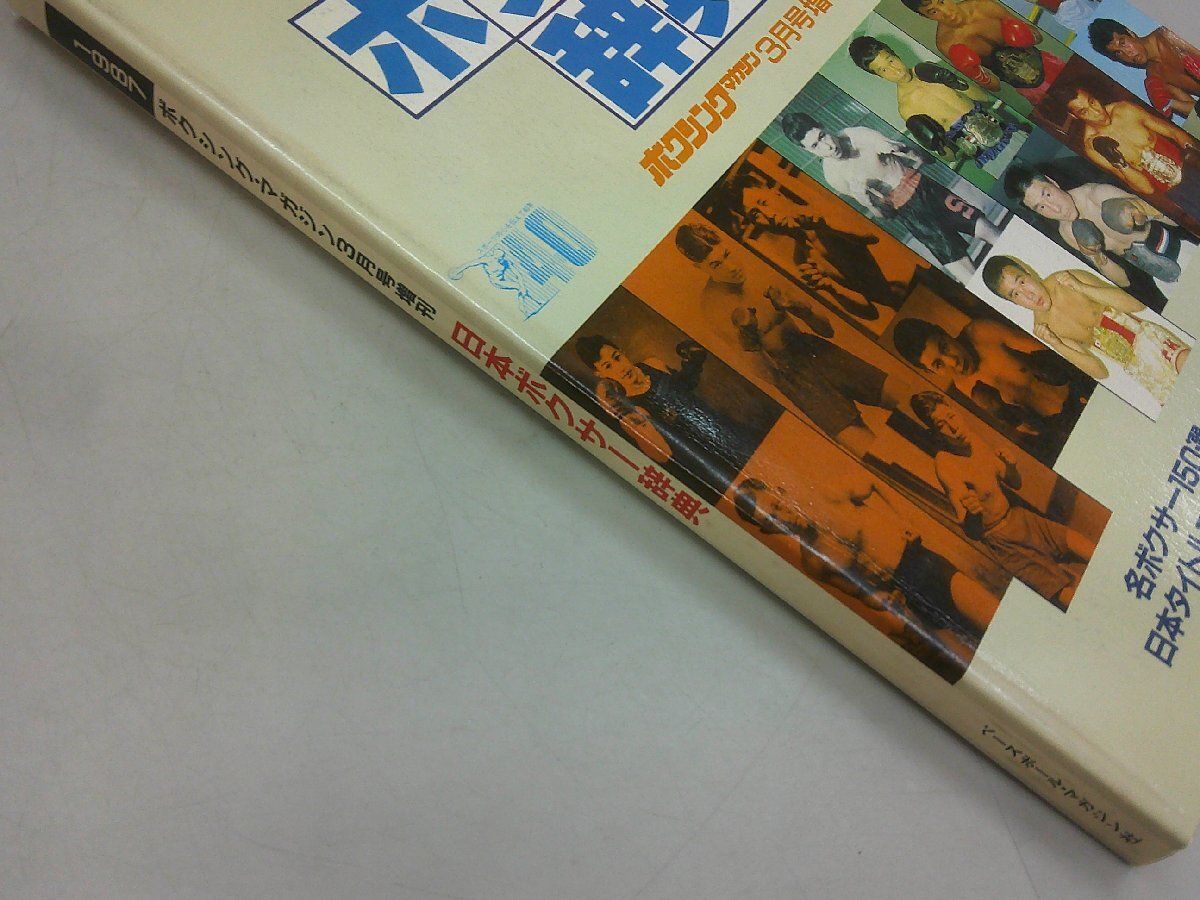 ボ
辞
ボクシングマガジン3月号増
40
名ボクサー150
日本タイトル
1987 ボクシング・マガジン3月号増刊 日本ボクサー辞典
ベースボール・マガジン社